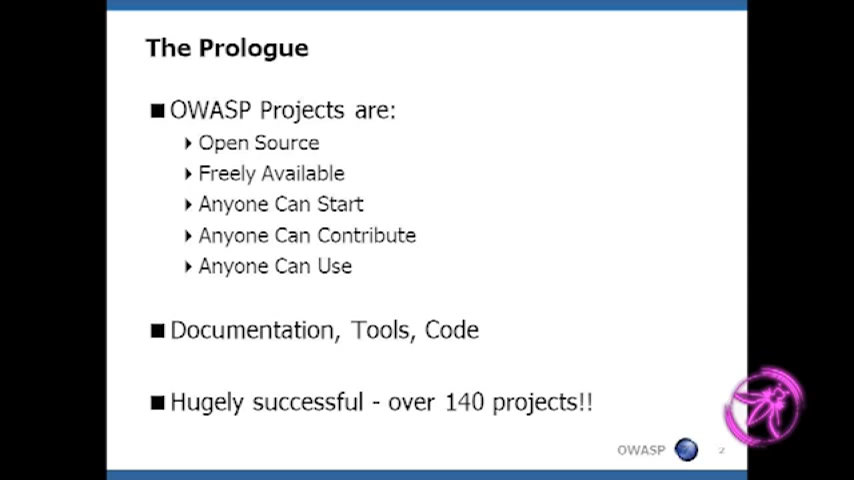 The Prologue
OWASP Projects are:
Open Source
Freely Available
Anyone Can Start
Anyone Can Contribute
Anyone Can Use
Documentation, Tools, Code
Hugely successful - over 140 projects!!
OWASP 2